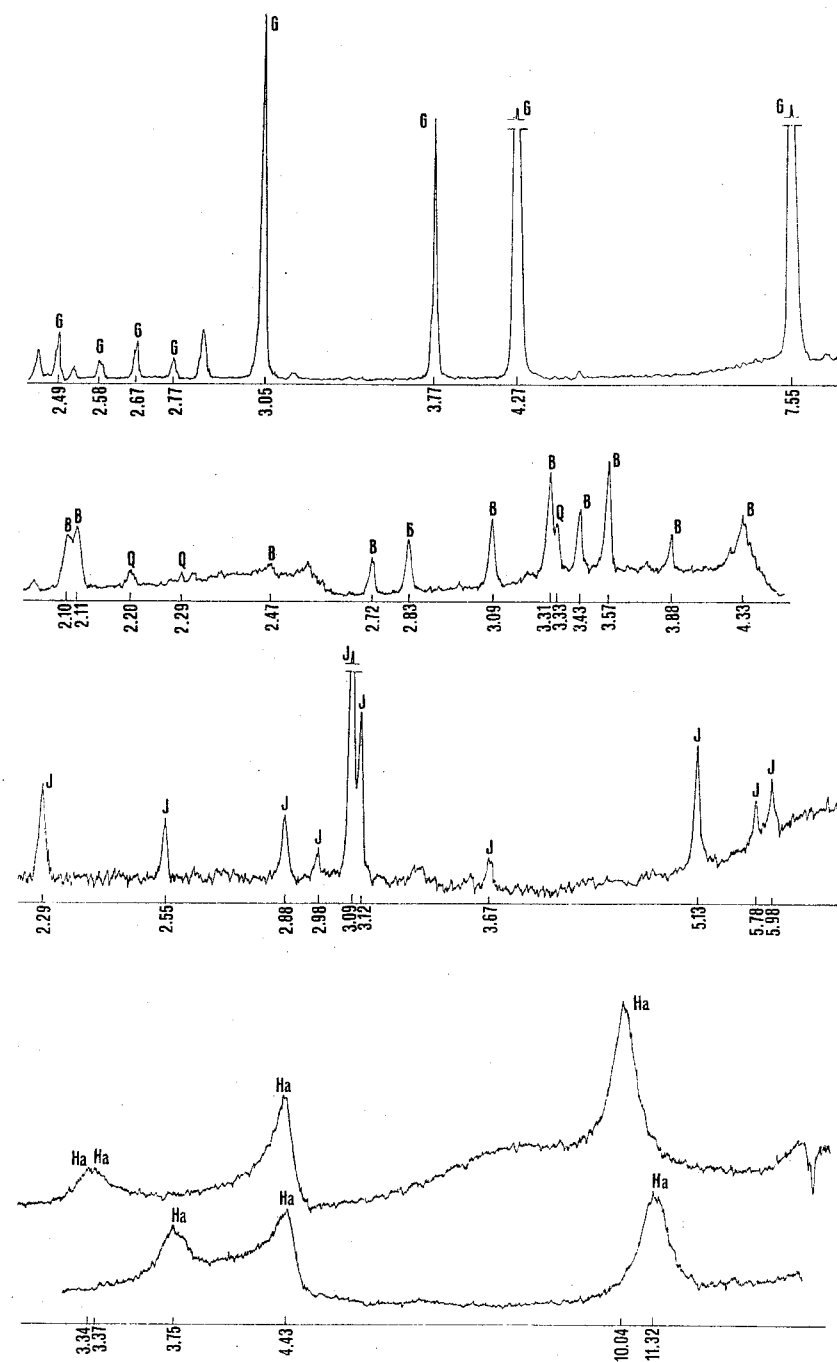 G
G G G
G G G G
2.49 2.58 2.67 2.77 3.05 3.77 4.27 7.55
B B Q Q B B B B B Q B B B B
2.10 2.11 2.20 2.29 2.47 2.72 2.83 3.09 3.31 3.33 3.43 3.57 3.88 4.33
J J J J J J J J J J
2.29 2.55 2.88 2.98 3.09 3.12 3.67 5.13 5.78 5.98
Ha
Ha
Ha Ha
Ha Ha Ha
3.34 3.37 3.75 4.43 10.04 11.32